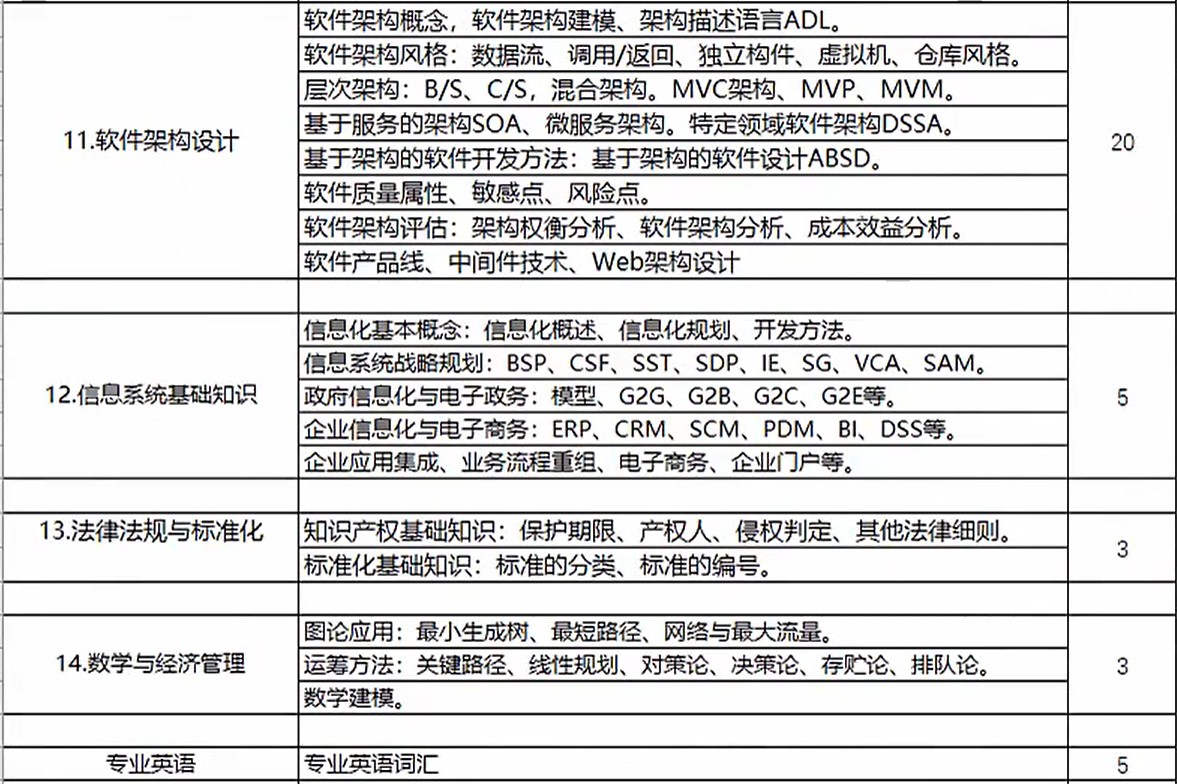 软件架构概念，软件架构建模、架构描述语言ADL。
软件架构风格：数据流、调用/返回、独立构件、虚拟机、仓库风格。
层次架构：B/S、C/S，混合架构。MVC架构、MVP、MVM。
11.软件架构设计
基于服务的架构SOA、微服务架构。特定领域软件架构DSSA。
20
基于架构的软件开发方法：基于架构的软件设计ABSD。
软件质量属性、敏感点、风险点。
软件架构评估：架构权衡分析、软件架构分析、成本效益分析。
软件产品线、中间件技术、Web架构设计
信息化基本概念：信息化概述、信息化规划、开发方法。
信息系统战略规划：BSP、CSF、SST、SDP、IE、SG、VCA、SAM。
12.信息系统基础知识
政府信息化与电子政务：模型、G2G、G2B、G2C、G2E等。
5
企业信息化与电子商务：ERP、CRM、SCM、PDM、BI、DSS等。
企业应用集成、业务流程重组、电子商务、企业门户等。
13.法律法规与标准化
知识产权基础知识：保护期限、产权人、侵权判定、其他法律细则。
3
标准化基础知识：标准的分类、标准的编号。
图论应用：最小生成树、最短路径、网络与最大流量。
14.数学与经济管理
运筹方法：关键路径、线性规划、对策论、决策论、存贮论、排队论。
3
数学建模。
专业英语
专业英语词汇
5